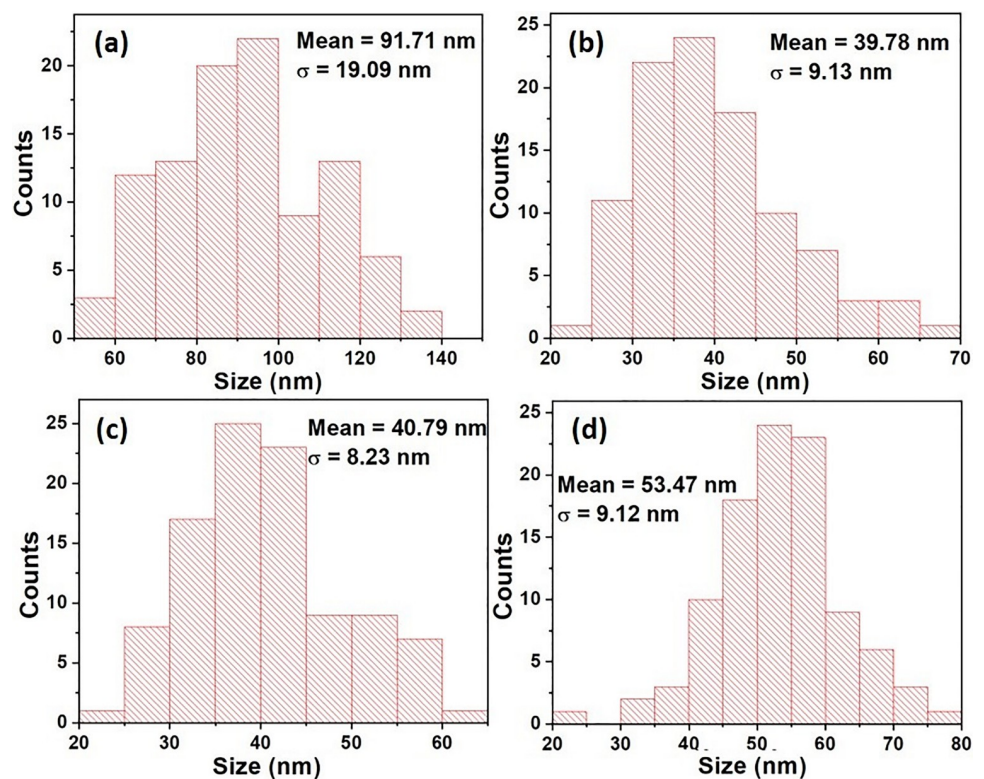 (a)
Mean = 91.71 nm
σ = 19.09 nm
Counts
20
15
10
5
0
60 80 100 120 140
Size (nm)
(b)
Mean = 39.78 nm
σ = 9.13 nm
Counts
25
20
15
10
5
0
20 30 40 50 60 70
Size (nm)
(c)
Mean = 40.79 nm
σ = 8.23 nm
Counts
25
20
15
10
5
0
20 30 40 50 60
Size (nm)
(d)
Mean = 53.47 nm
σ = 9.12 nm
Counts
25
20
15
10
5
0
20 30 40 50 60 70 80
Size (nm)